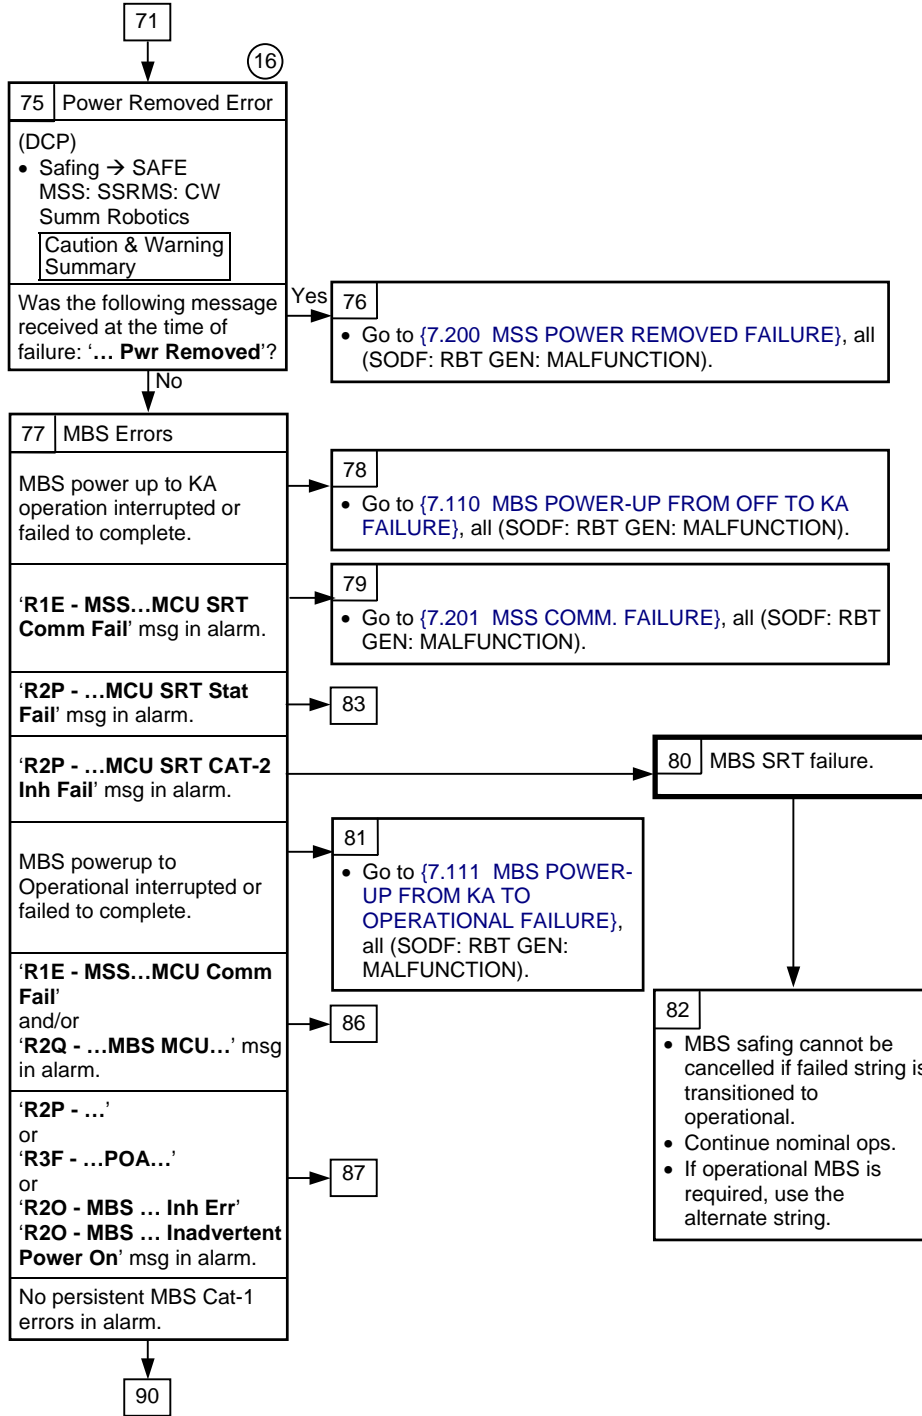 71
16
75 Power Removed Error
(DCP)
• Safing → SAFE
MSS: SSRMS: CW
Summ Robotics
Caution & Warning
Summary
Was the following message
received at the time of
failure: ‘… Pwr Removed’?
Yes
76
• Go to {7.200 MSS POWER REMOVED FAILURE}, all
(SODF: RBT GEN: MALFUNCTION).
No
77 MBS Errors
MBS power up to KA
operation interrupted or
failed to complete.
78
• Go to {7.110 MBS POWER-UP FROM OFF TO KA
FAILURE}, all (SODF: RBT GEN: MALFUNCTION).
‘R1E - MSS…MCU SRT
Comm Fail’ msg in alarm.
79
• Go to {7.201 MSS COMM. FAILURE}, all (SODF: RBT
GEN: MALFUNCTION).
‘R2P - …MCU SRT Stat
Fail’ msg in alarm.
83
‘R2P - …MCU SRT CAT-2
Inh Fail’ msg in alarm.
80 MBS SRT failure.
MBS powerup to
Operational interrupted or
failed to complete.
81
• Go to {7.111 MBS POWER-
UP FROM KA TO
OPERATIONAL FAILURE},
all (SODF: RBT GEN:
MALFUNCTION).
‘R1E - MSS…MCU Comm
Fail’
and/or
‘R2Q - …MBS MCU…’ msg
in alarm.
86
82
• MBS safing cannot be
cancelled if failed string is
transitioned to
operational.
• Continue nominal ops.
• If operational MBS is
required, use the
alternate string.
‘R2P - …’
or
‘R3F - …POA…’
or
‘R2O - MBS … Inh Err’
‘R2O - MBS … Inadvertent
Power On’ msg in alarm.
87
No persistent MBS Cat-1
errors in alarm.
90